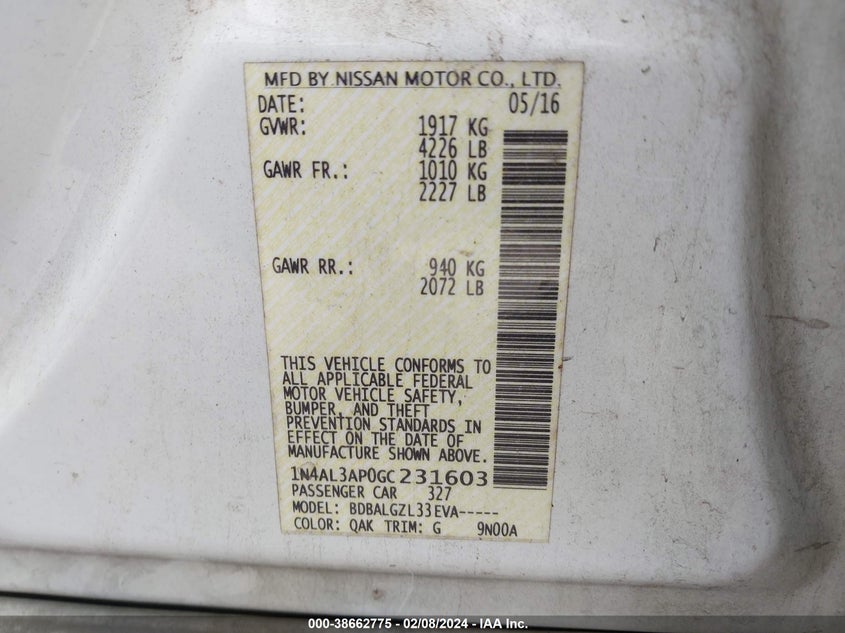 MFD BY NISSAN MOTOR CO., LTD.
DATE: 05/16
GVWR: 1917 KG
4226 LB
GAWR FR.: 1010 KG
2227 LB
GAWR RR.: 940 KG
2072 LB
THIS VEHICLE CONFORMS TO
ALL APPLICABLE FEDERAL
MOTOR VEHICLE SAFETY,
BUMPER, AND THEFT
PREVENTION STANDARDS IN
EFFECT ON THE DATE OF
MANUFACTURE SHOWN ABOVE.
1N4AL3AP0GC231603
PASSENGER CAR 327
MODEL: BDBALGZL33EVA-----
COLOR: QAK TRIM: G 9N00A
000-38662775 - 02/08/2024 - IAA Inc.